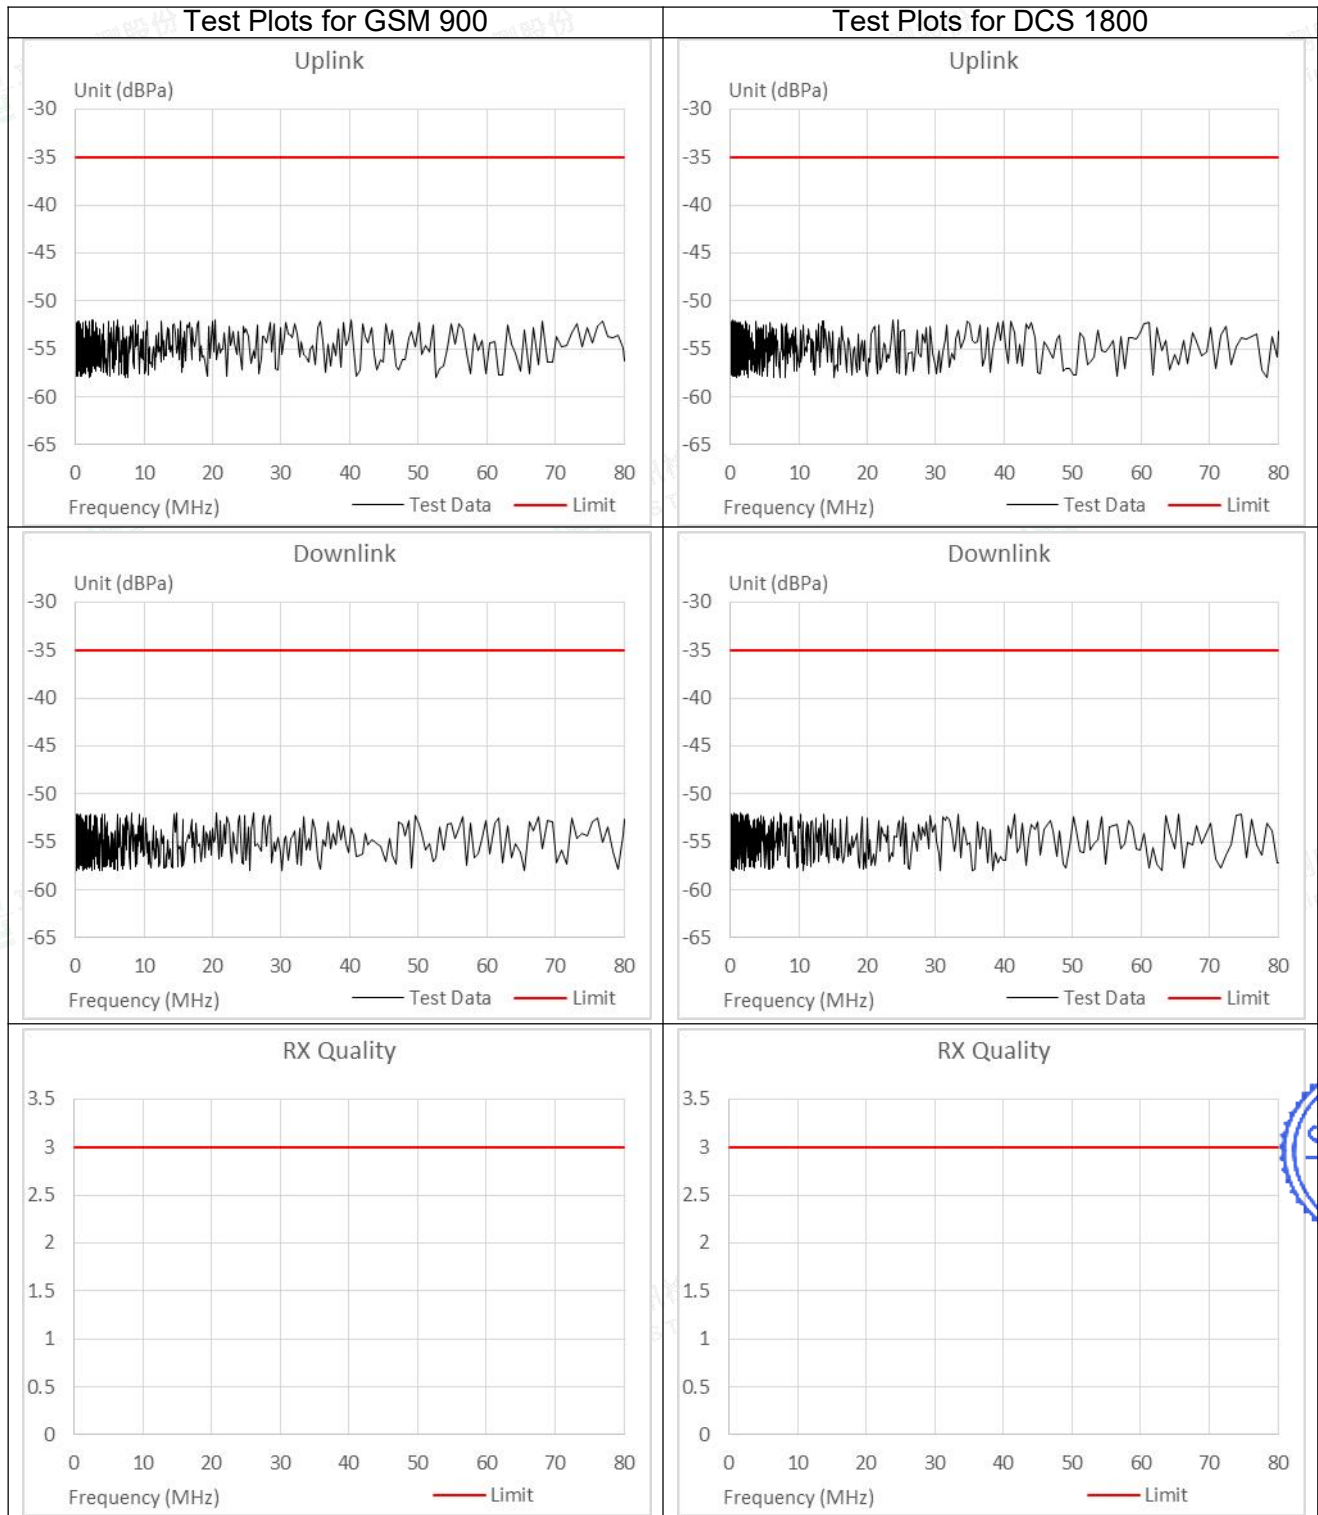 Test Plots for GSM 900
Test Plots for DCS 1800
Uplink
Unit (dBPa)
-30
-35
-40
-45
-50
-55
-60
-65
0 10 20 30 40 50 60 70 80
Frequency (MHz) Test Data Limit
Uplink
Unit (dBPa)
-30
-35
-40
-45
-50
-55
-60
-65
0 10 20 30 40 50 60 70 80
Frequency (MHz) Test Data Limit
Downlink
Unit (dBPa)
-30
-35
-40
-45
-50
-55
-60
-65
0 10 20 30 40 50 60 70 80
Frequency (MHz) Test Data Limit
Downlink
Unit (dBPa)
-30
-35
-40
-45
-50
-55
-60
-65
0 10 20 30 40 50 60 70 80
Frequency (MHz) Test Data Limit
RX Quality
3.5
3
2.5
2
1.5
1
0.5
0
0 10 20 30 40 50 60 70 80
Frequency (MHz) Limit
RX Quality
3.5
3
2.5
2
1.5
1
0.5
0
0 10 20 30 40 50 60 70 80
Frequency (MHz) Limit